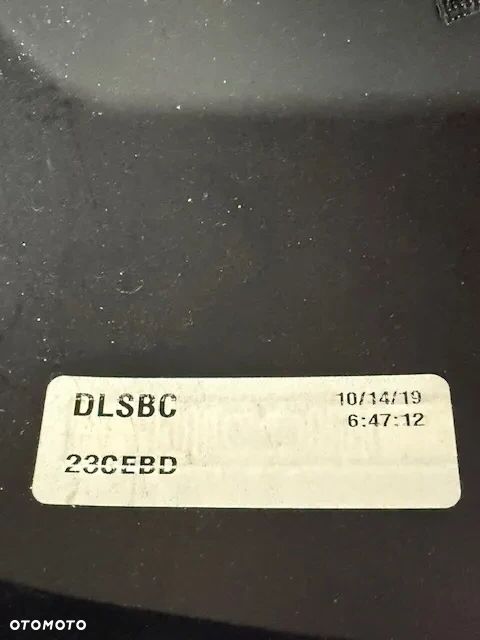 DLSBC 10/14/19
6:47:12
23CEBD
OTOMOTO